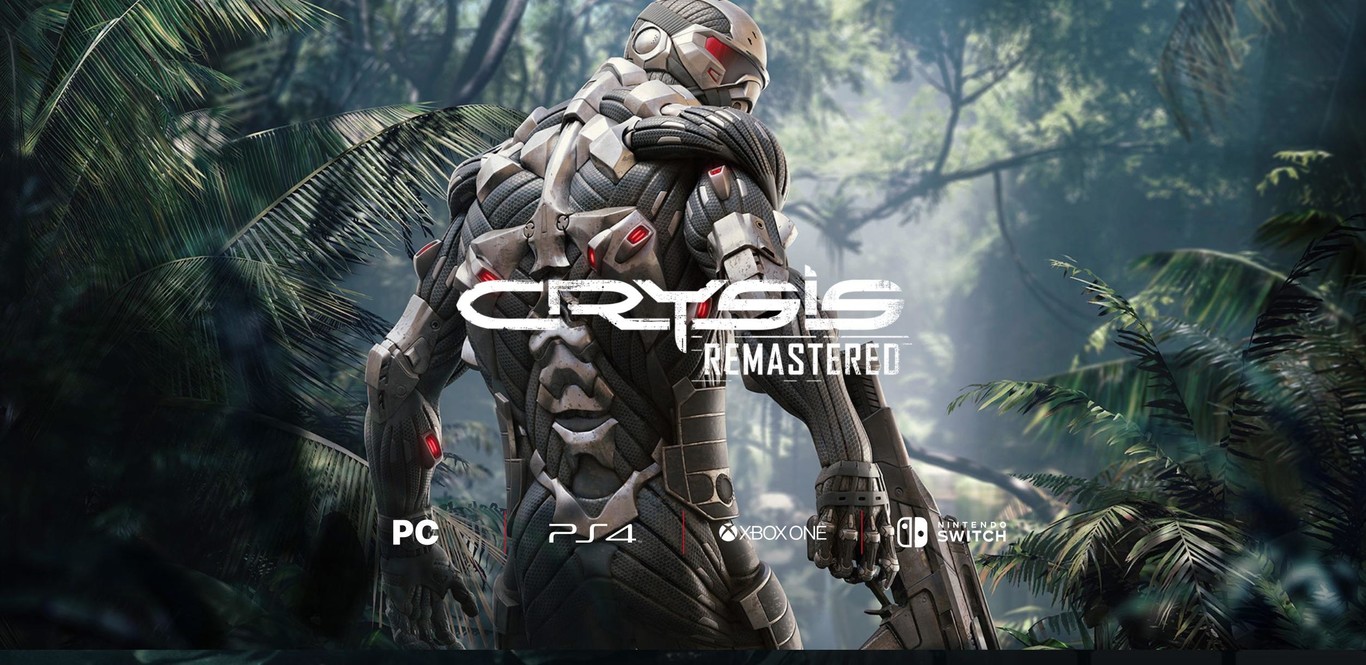 CRYSIS
REMASTERED
PC PS4 XBOX ONE NINTENDO
SWITCH